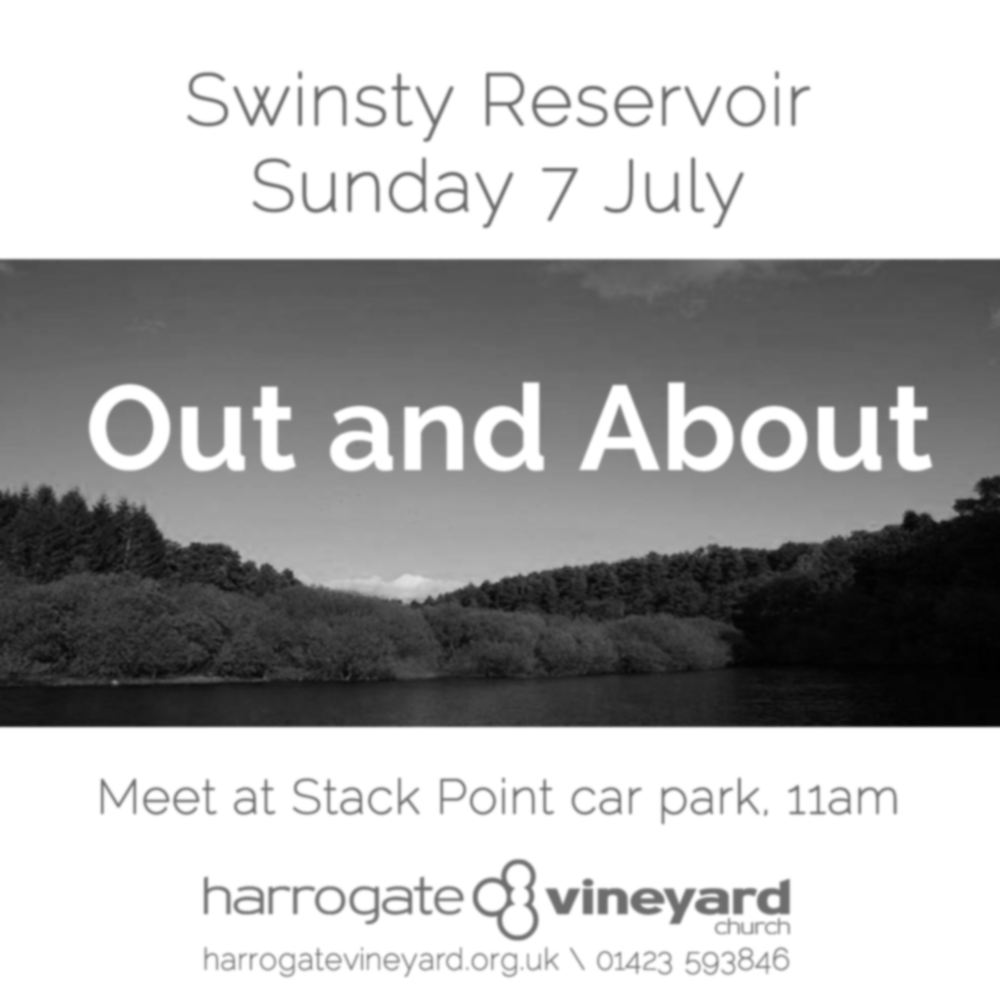 Swinsty Reservoir
Sunday 7 July
Out and About
Meet at Stack Point car park, 11am
harrogate vineyard
church
harrogatevineyard.org.uk \ 01423 593846